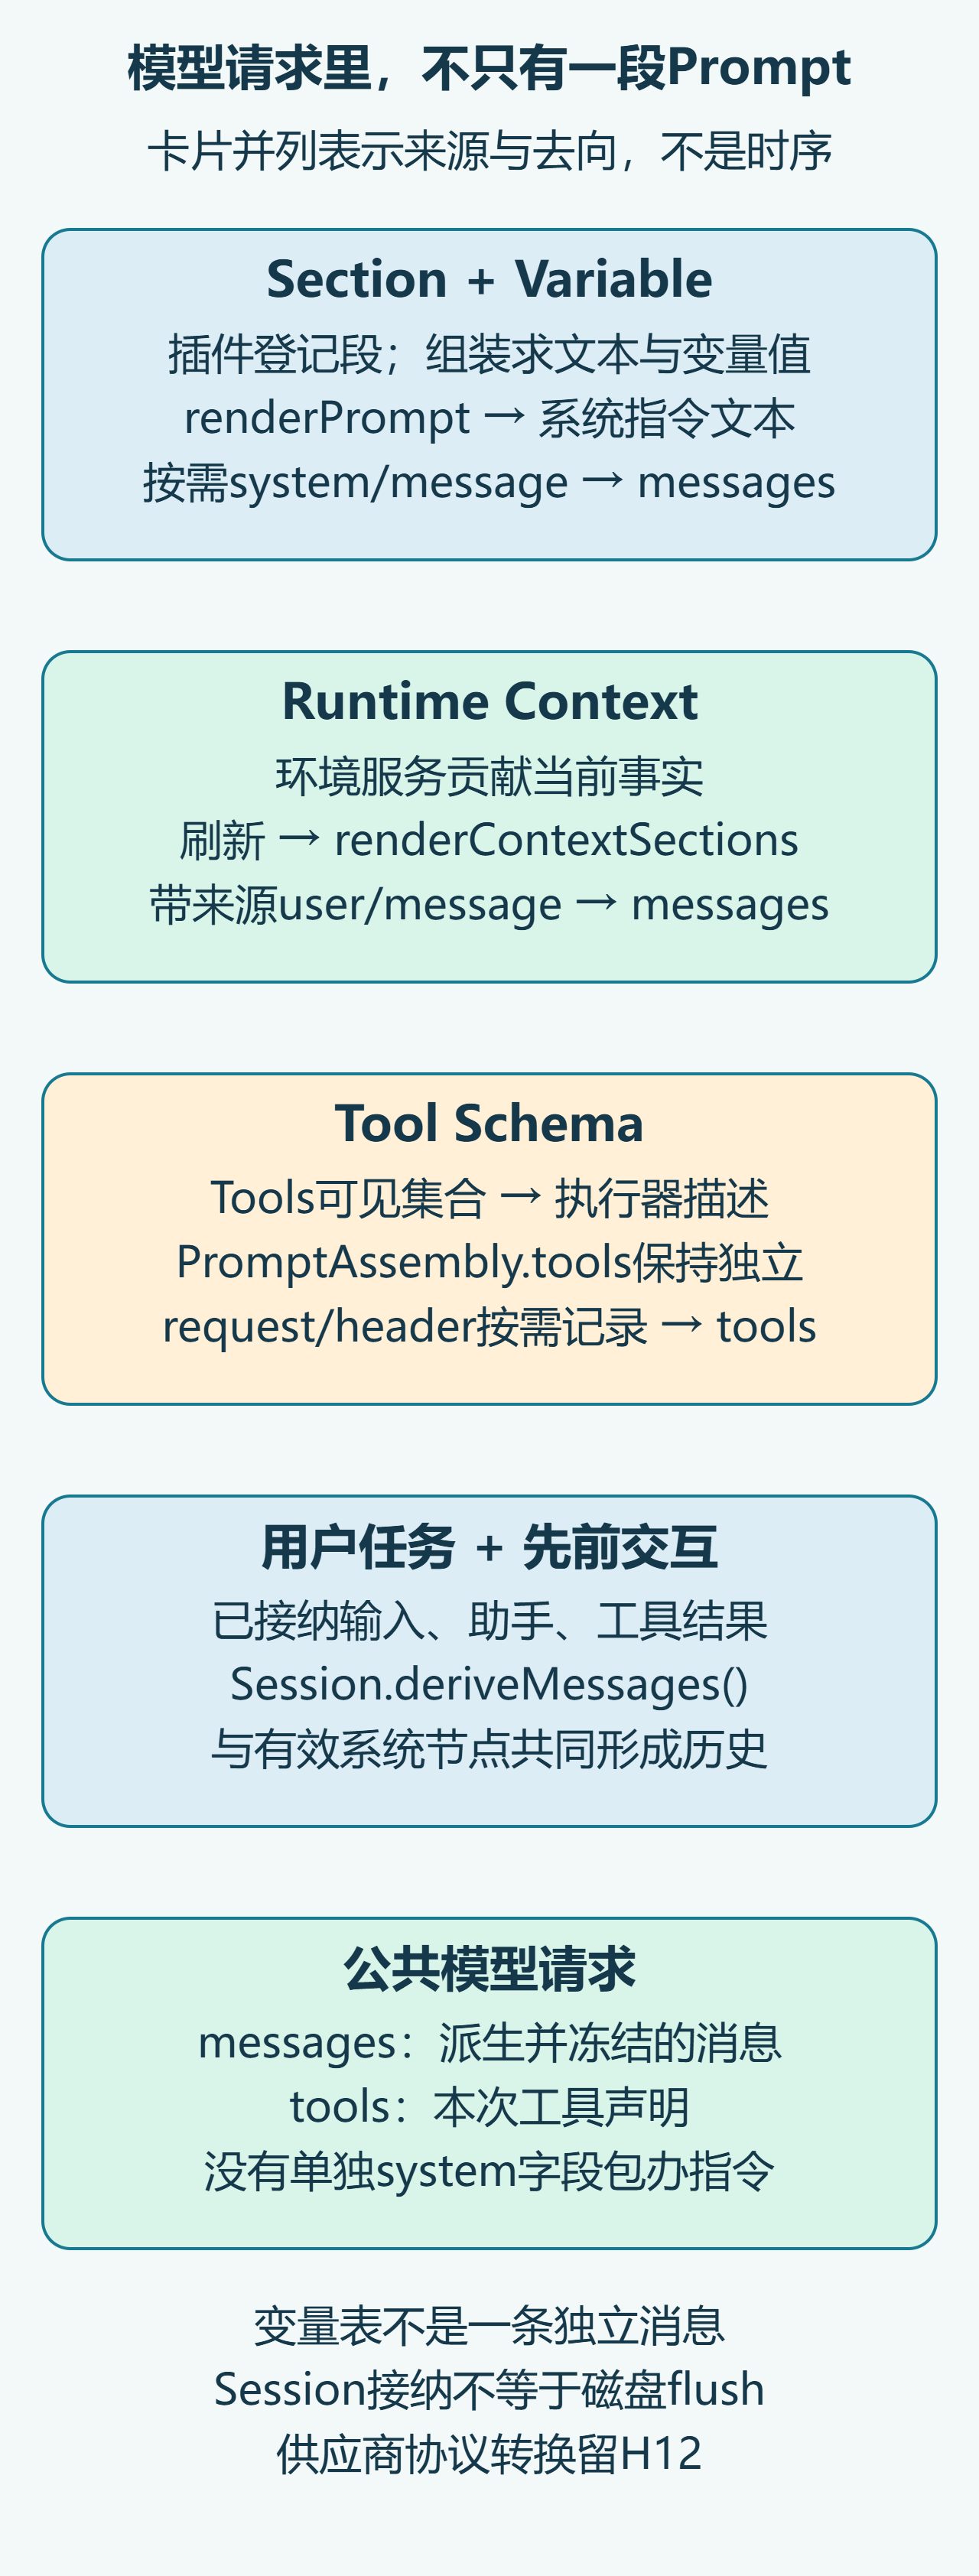 模型请求里，不只有一段Prompt
卡片并列表示来源与去向，不是时序
Section + Variable
插件登记段；组装求文本与变量值
renderPrompt → 系统指令文本
按需system/message → messages
Runtime Context
环境服务贡献当前事实
刷新 → renderContextSections
带来源user/message → messages
Tool Schema
Tools可见集合 → 执行器描述
PromptAssembly.tools保持独立
request/header按需记录 → tools
用户任务 + 先前交互
已接纳输入、助手、工具结果
Session.deriveMessages()
与有效系统节点共同形成历史
公共模型请求
messages：派生并冻结的消息
tools：本次工具声明
没有单独system字段包办指令
变量表不是一条独立消息
Session接纳不等于磁盘flush
供应商协议转换留H12